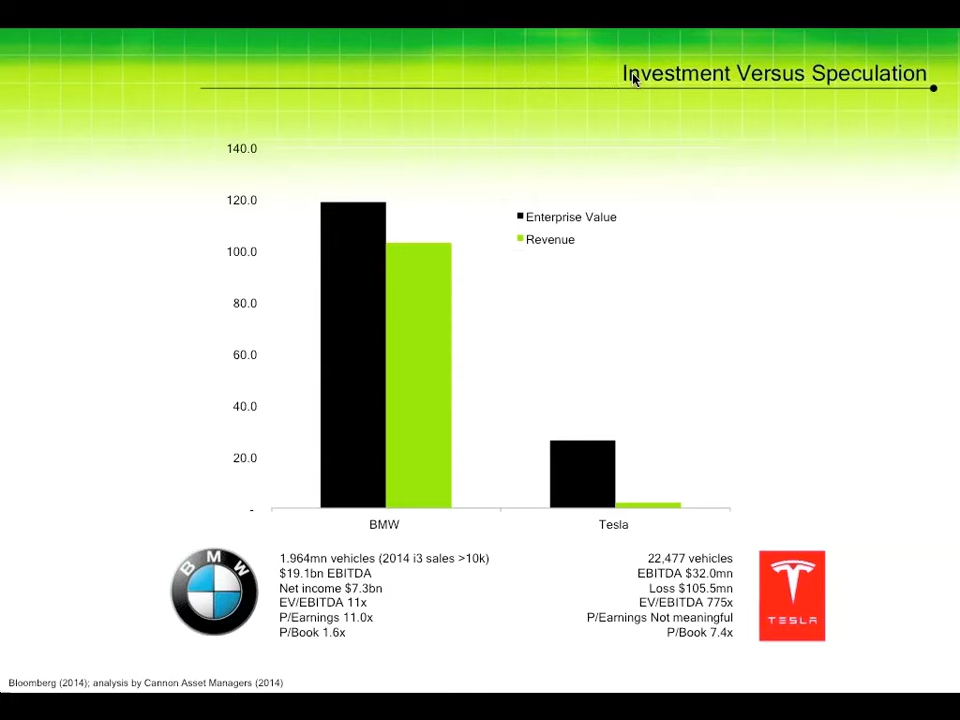 Investment Versus Speculation
140.0
120.0
100.0
80.0
60.0
40.0
20.0
-
Enterprise Value
Revenue
BMW
Tesla
BMW
1.964mn vehicles (2014 i3 sales >10k)
$19.1bn EBITDA
Net income $7.3bn
EV/EBITDA 11x
P/Earnings 11.0x
P/Book 1.6x
22,477 vehicles
EBITDA $32.0mn
Loss $105.5mn
EV/EBITDA 775x
P/Earnings Not meaningful
P/Book 7.4x
TESLA
Bloomberg (2014); analysis by Cannon Asset Managers (2014)